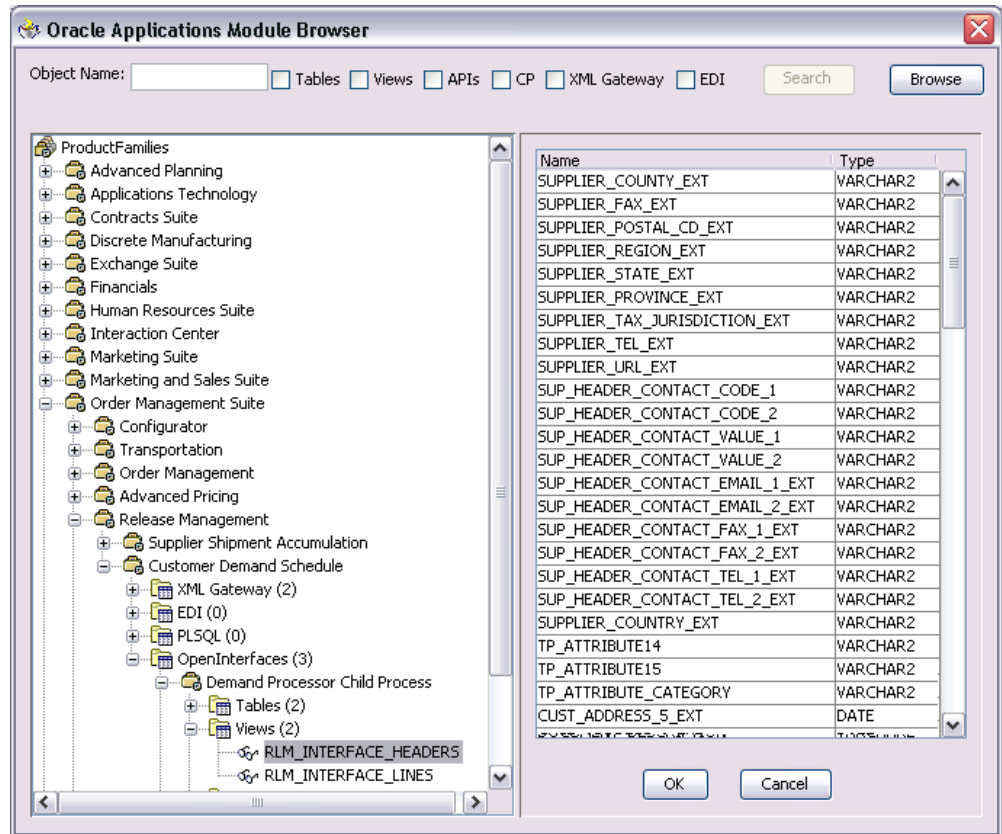 Oracle Applications Module Browser
Object Name: Tables Views APIs CP XML Gateway EDI Search Browse
ProductFamilies
Advanced Planning
Applications Technology
Contracts Suite
Discrete Manufacturing
Exchange Suite
Financials
Human Resources Suite
Interaction Center
Marketing Suite
Marketing and Sales Suite
Order Management Suite
Configurator
Transportation
Order Management
Advanced Pricing
Release Management
Supplier Shipment Accumulation
Customer Demand Schedule
XML Gateway (2)
EDI (0)
PLSQL (0)
OpenInterfaces (3)
Demand Processor Child Process
Tables (2)
Views (2)
RLM_INTERFACE_HEADERS
RLM_INTERFACE_LINES
Name Type
SUPPLIER_COUNTY_EXT VARCHAR2
SUPPLIER_FAX_EXT VARCHAR2
SUPPLIER_POSTAL_CD_EXT VARCHAR2
SUPPLIER_REGION_EXT VARCHAR2
SUPPLIER_STATE_EXT VARCHAR2
SUPPLIER_PROVINCE_EXT VARCHAR2
SUPPLIER_TAX_JURISDICTION_EXT VARCHAR2
SUPPLIER_TEL_EXT VARCHAR2
SUPPLIER_URL_EXT VARCHAR2
SUP_HEADER_CONTACT_CODE_1 VARCHAR2
SUP_HEADER_CONTACT_CODE_2 VARCHAR2
SUP_HEADER_CONTACT_VALUE_1 VARCHAR2
SUP_HEADER_CONTACT_VALUE_2 VARCHAR2
SUP_HEADER_CONTACT_EMAIL_1_EXT VARCHAR2
SUP_HEADER_CONTACT_EMAIL_2_EXT VARCHAR2
SUP_HEADER_CONTACT_FAX_1_EXT VARCHAR2
SUP_HEADER_CONTACT_FAX_2_EXT VARCHAR2
SUP_HEADER_CONTACT_TEL_1_EXT VARCHAR2
SUP_HEADER_CONTACT_TEL_2_EXT VARCHAR2
SUPPLIER_COUNTRY_EXT VARCHAR2
TP_ATTRIBUTE14 VARCHAR2
TP_ATTRIBUTE15 VARCHAR2
TP_ATTRIBUTE_CATEGORY VARCHAR2
CUST_ADDRESS_5_EXT DATE
OK Cancel